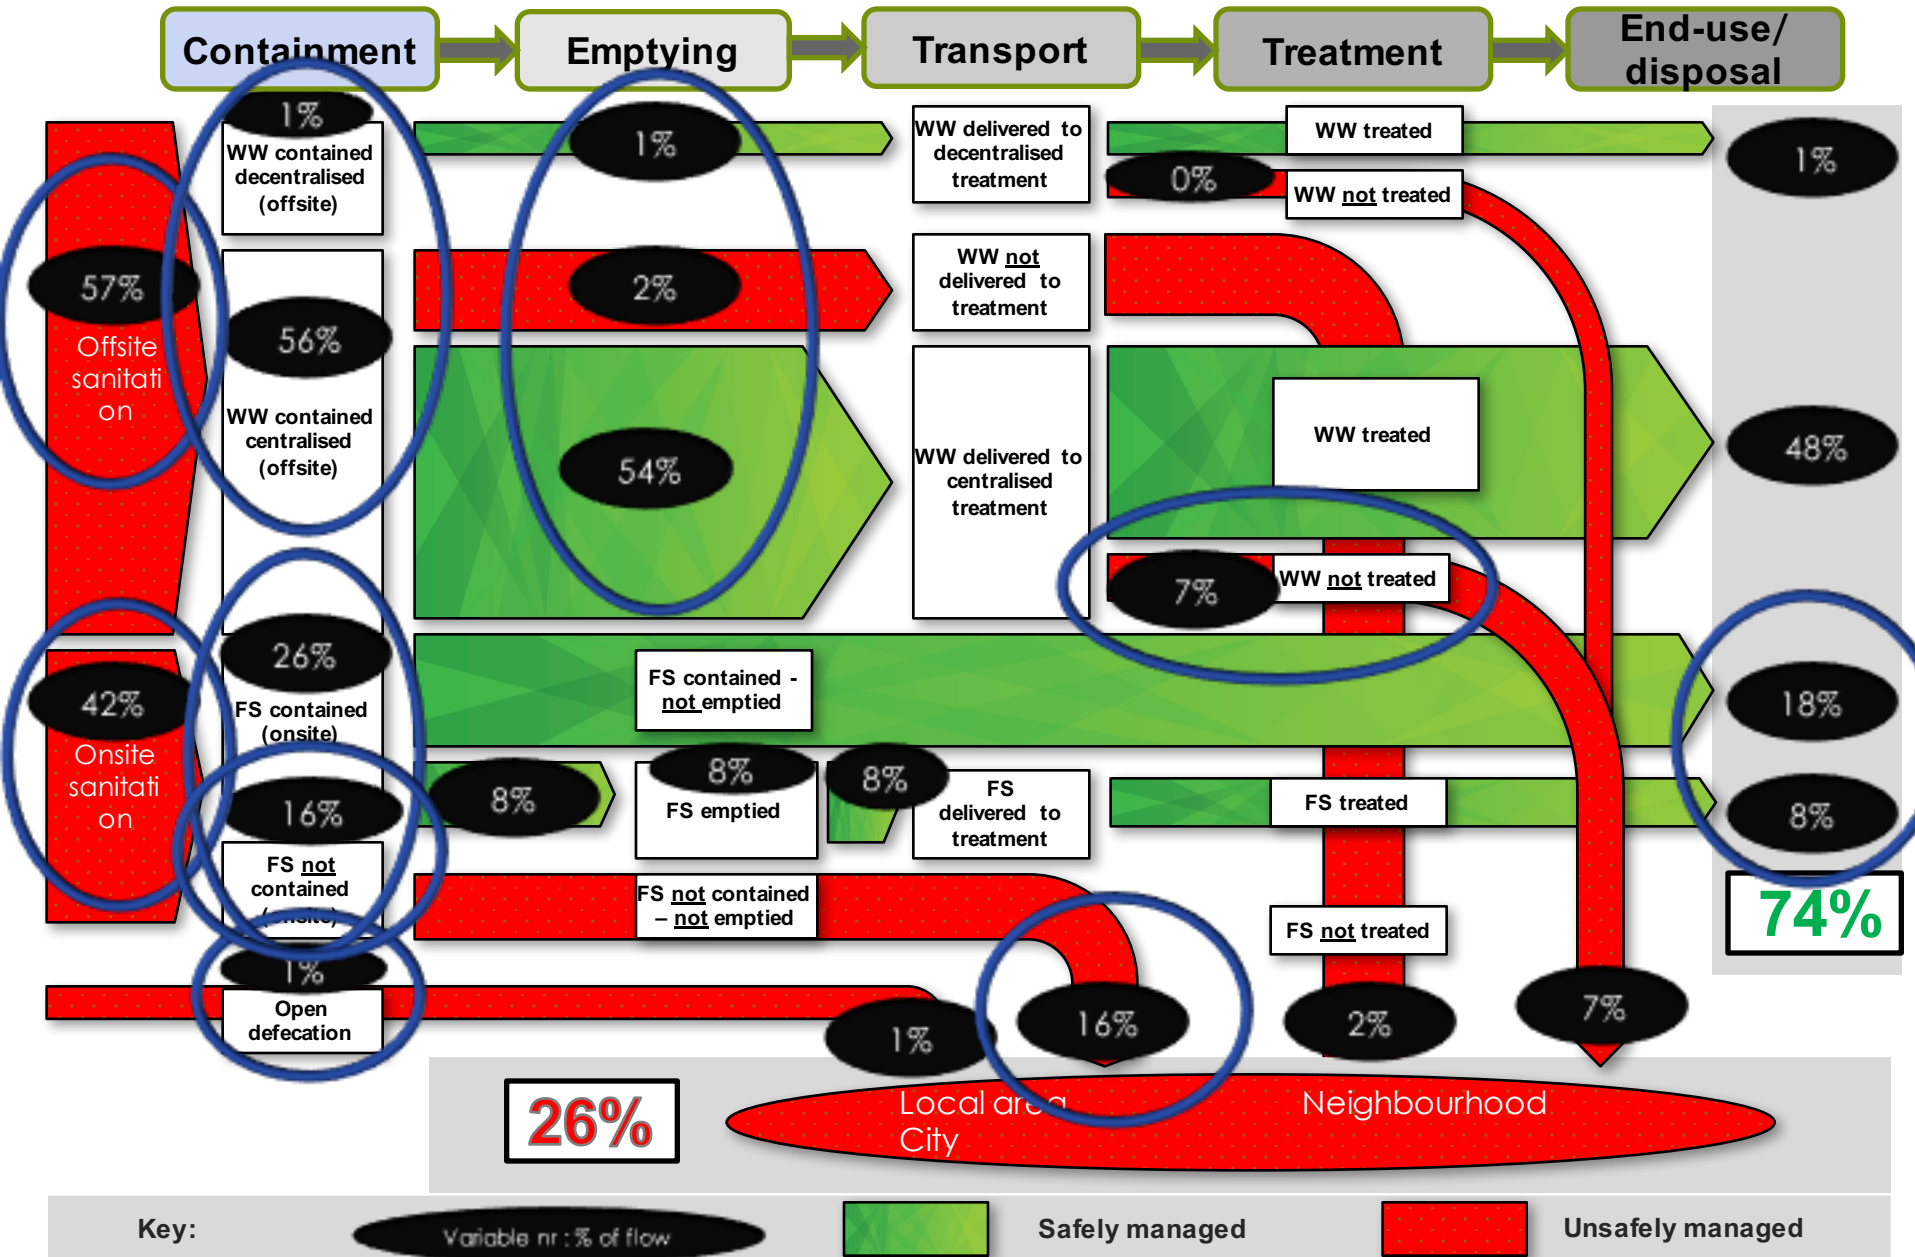 Containment
Emptying
Transport
Treatment
End-use/
disposal
1%
WW contained
decentralised
(offsite)
1%
WW delivered to
decentralised
treatment
WW treated
1%
0%
WW not treated
57%
Offsite
sanitati
on
56%
WW contained
centralised
(offsite)
2%
WW not
delivered to
treatment
54%
WW delivered to
centralised
treatment
WW treated
48%
7%
WW not treated
42%
Onsite
sanitati
on
26%
FS contained
(onsite)
FS contained -
not emptied
18%
16%
FS not
contained
(onsite)
8%
8%
FS emptied
8%
FS
delivered to
treatment
FS treated
8%
74%
FS not contained
– not emptied
FS not treated
1%
Open
defecation
1%
16%
2%
7%
26%
Local area
City
Neighbourhood
Key:
Variable nr : % of flow
Safely managed
Unsafely managed